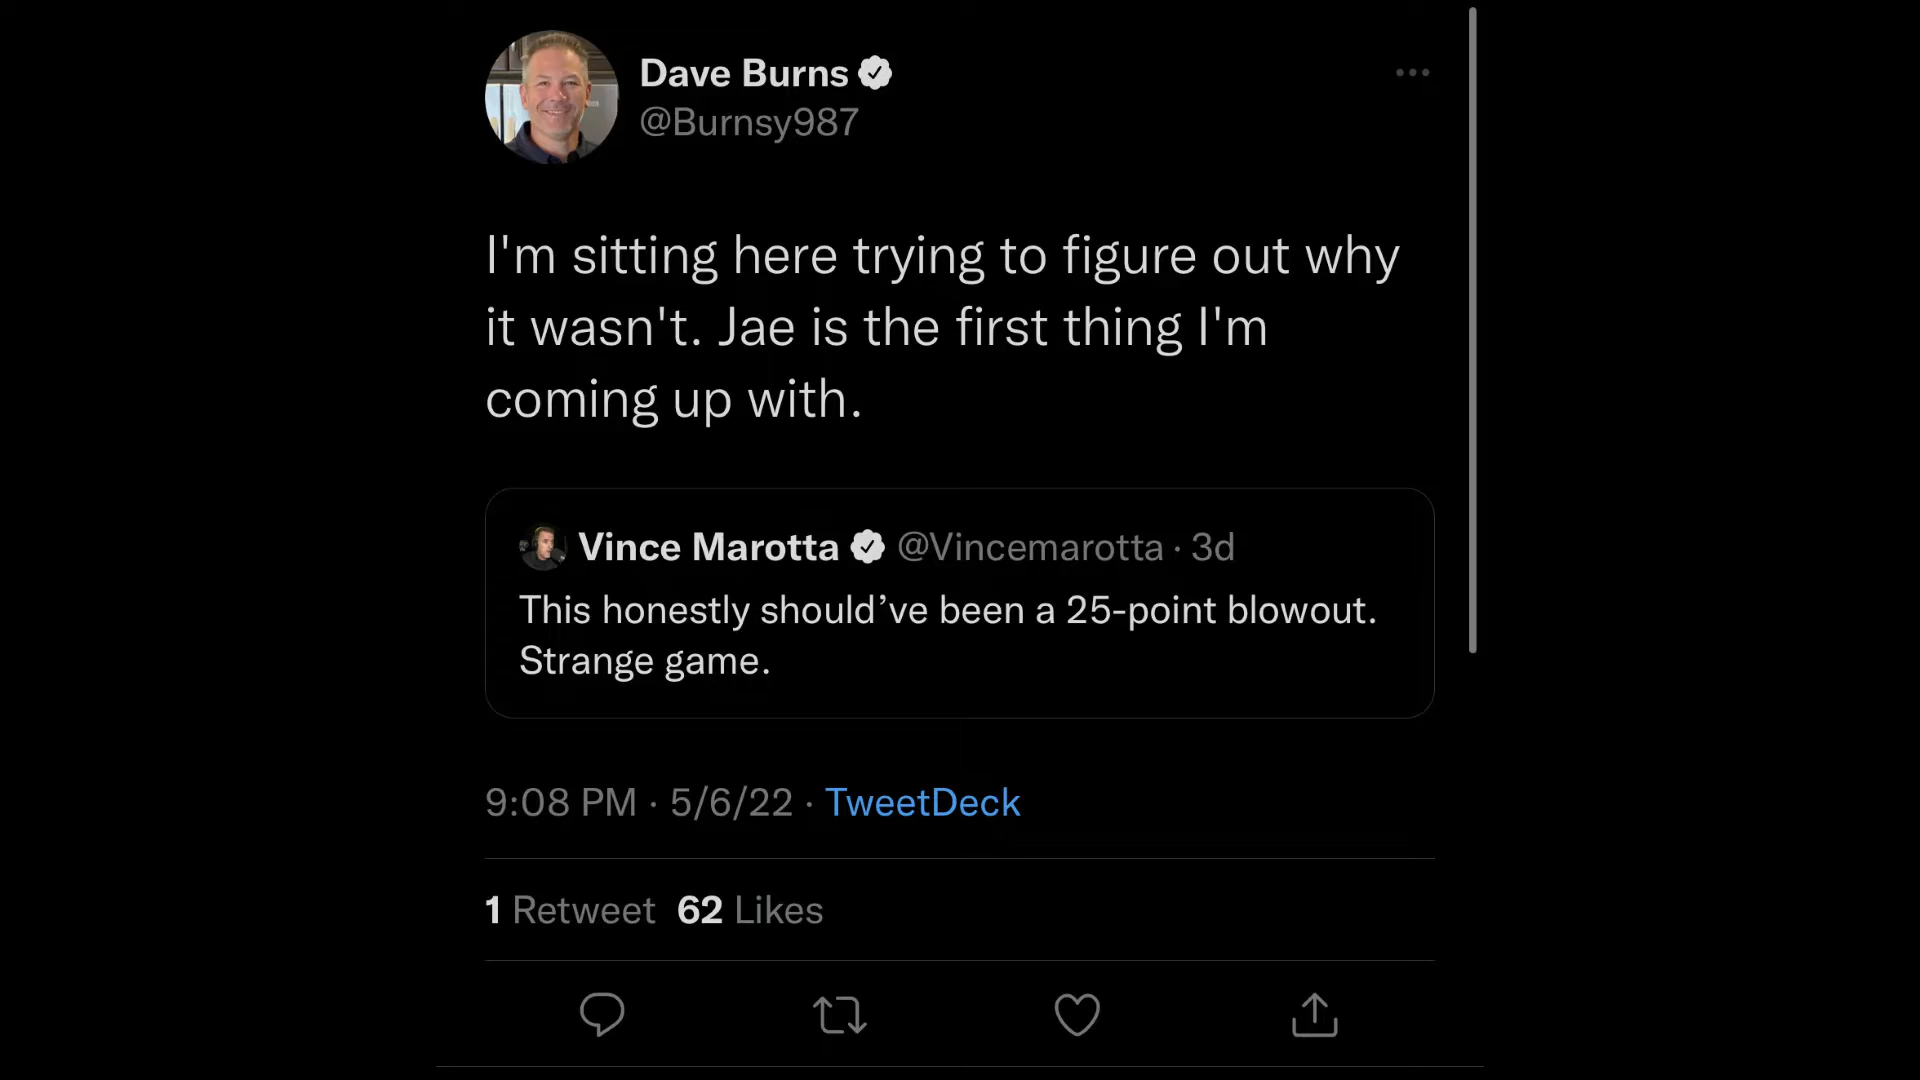 Dave Burns
@Burnsy987
I'm sitting here trying to figure out why
it wasn't. Jae is the first thing I'm
coming up with.
Vince Marotta @Vincemarotta · 3d
This honestly should’ve been a 25-point blowout.
Strange game.
9:08 PM · 5/6/22 · TweetDeck
1 Retweet 62 Likes